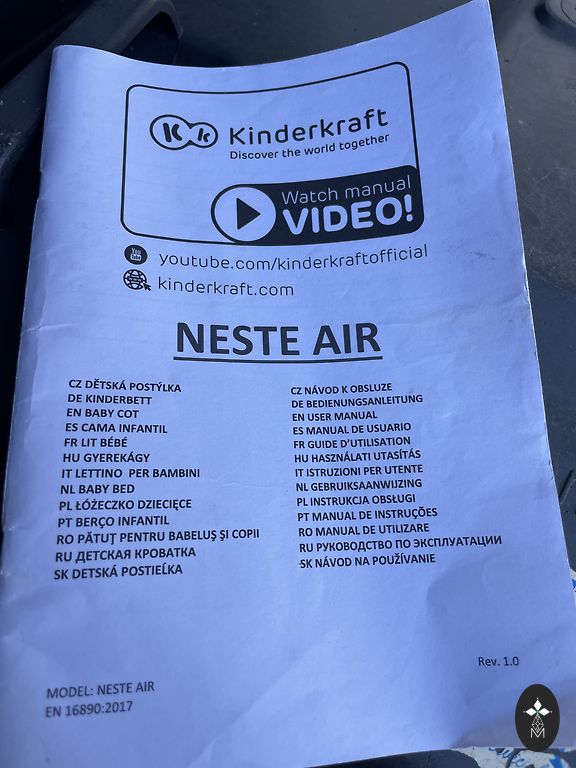 Kk Kinderkraft
Discover the world together
Watch manual
VIDEO!
You Tube youtube.com/kinderkraftofficial
kinderkraft.com
NESTE AIR
CZ DĚTSKÁ POSTÝLKA
DE KINDERBETT
EN BABY COT
ES CAMA INFANTIL
FR LIT BÉBÉ
HU GYEREKÁGY
IT LETTINO PER BAMBINI
NL BABY BED
PL ŁÓŻECZKO DZIECIĘCE
PT BERÇO INFANTIL
RO PĂTUŢ PENTRU BABELUŞ ŞI COPII
RU ДЕТСКАЯ КРОВАТКА
SK DETSKÁ POSTIEĽKA
CZ NÁVOD K OBSLUZE
DE BEDIENUNGSANLEITUNG
EN USER MANUAL
ES MANUAL DE USUARIO
FR GUIDE D'UTILISATION
HU HASZNÁLATI UTASÍTÁS
IT ISTRUZIONI PER UTENTE
NL GEBRUIKSAANWIJZING
PL INSTRUKCJA OBSŁUGI
PT MANUAL DE INSTRUÇÕES
RO MANUAL DE UTILIZARE
RU РУКОВОДСТВО ПО ЭКСПЛУАТАЦИИ
SK NÁVOD NA POUŽÍVANIE
Rev. 1.0
MODEL: NESTE AIR
EN 16890:2017
M